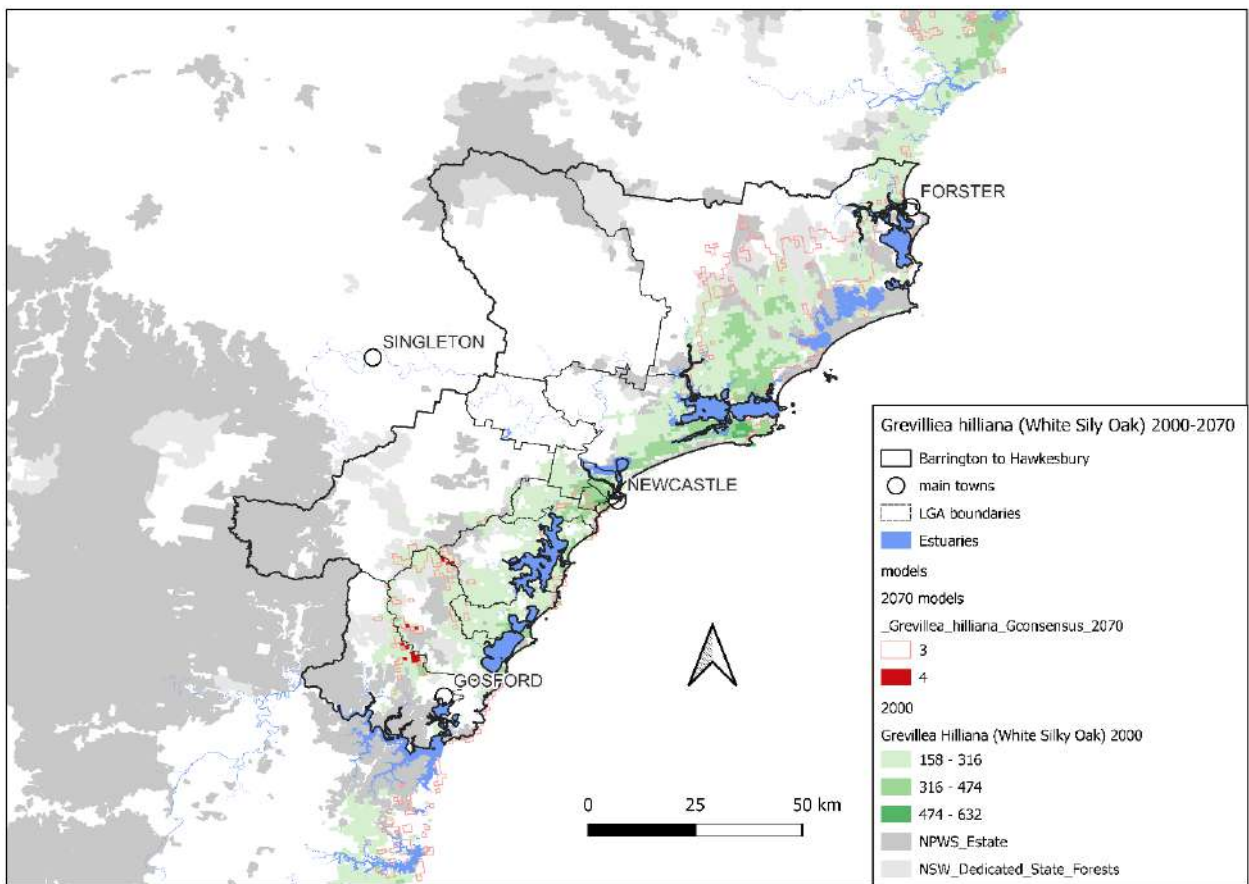 FORSTER
SINGLETON
NEWCASTLE
GOSFORD
0 25 50 km
Grevilliea hilliana (White Sily Oak) 2000-2070
Barrington to Hawkesbury
main towns
LGA boundaries
Estuaries
models
2070 models
_Grevillea_hilliana_Gconsensus_2070
3
4
2000
Grevillea Hilliana (White Silky Oak) 2000
158 - 316
316 - 474
474 - 632
NPWS_Estate
NSW_Dedicated_State_Forests